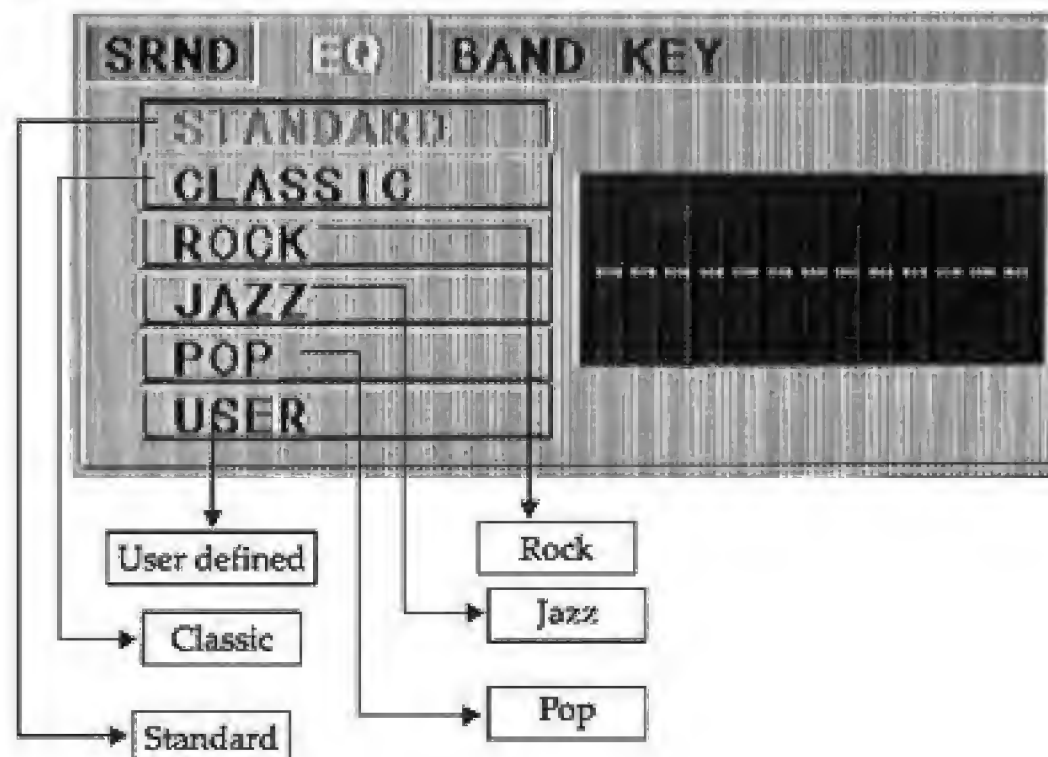 SRND EQ BAND KEY
STANDARD
CLASSIC
ROCK
JAZZ
POP
USER
User defined
Rock
Jazz
Classic
Pop
Standard